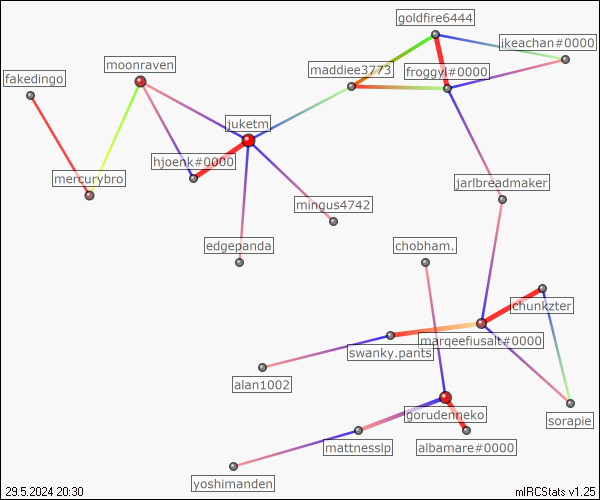 goldfire6444
ikeachan#0000
moonraven
maddiee3773
froggyl#0000
fakedingo
juketm
hjoenk#0000
mercurybro
jarlbreadmaker
mingus4742
edgepanda
chobham.
chunkzter
marqeefiusalt#0000
swanky.pants
alan1002
gorudenneko
sorapie
mattnesslp
albamare#0000
yoshimanden
29.5.2024 20:30
mIRCStats v1.25